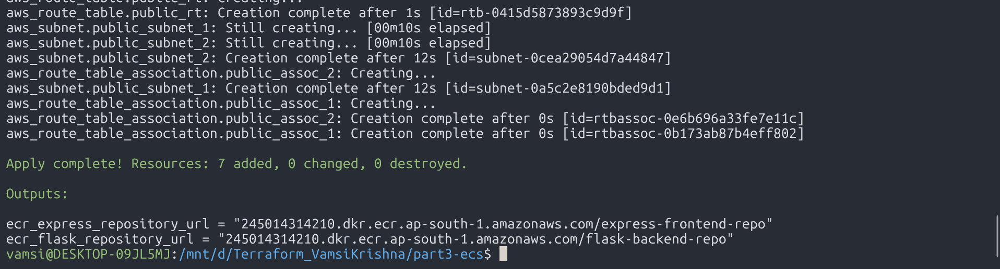 aws_route_table.public_rt: Creating...
aws_route_table.public_rt: Creation complete after 1s [id=rtb-0415d5873893c9d9f]
aws_subnet.public_subnet_1: Still creating... [00m10s elapsed]
aws_subnet.public_subnet_2: Still creating... [00m10s elapsed]
aws_subnet.public_subnet_2: Creation complete after 12s [id=subnet-0cea29054d7a44847]
aws_route_table_association.public_assoc_2: Creating...
aws_subnet.public_subnet_1: Creation complete after 12s [id=subnet-0a5c2e8190bded9d1]
aws_route_table_association.public_assoc_1: Creating...
aws_route_table_association.public_assoc_2: Creation complete after 0s [id=rtbassoc-0e6b696a33fe7e11c]
aws_route_table_association.public_assoc_1: Creation complete after 0s [id=rtbassoc-0b173ab87b4eff802]
Apply complete! Resources: 7 added, 0 changed, 0 destroyed.
Outputs:
ecr_express_repository_url = "245014314210.dkr.ecr.ap-south-1.amazonaws.com/express-frontend-repo"
ecr_flask_repository_url = "245014314210.dkr.ecr.ap-south-1.amazonaws.com/flask-backend-repo"
vamsi@DESKTOP-09JL5MJ:/mnt/d/Terraform_VamsiKrishna/part3-ecs$